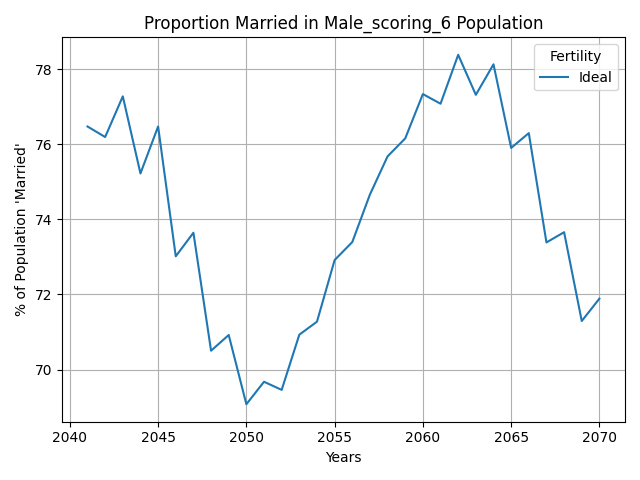 Proportion Married in Male_scoring_6 Population
Fertility
Ideal
% of Population 'Married'
78
76
74
72
70
2040 2045 2050 2055 2060 2065 2070
Years